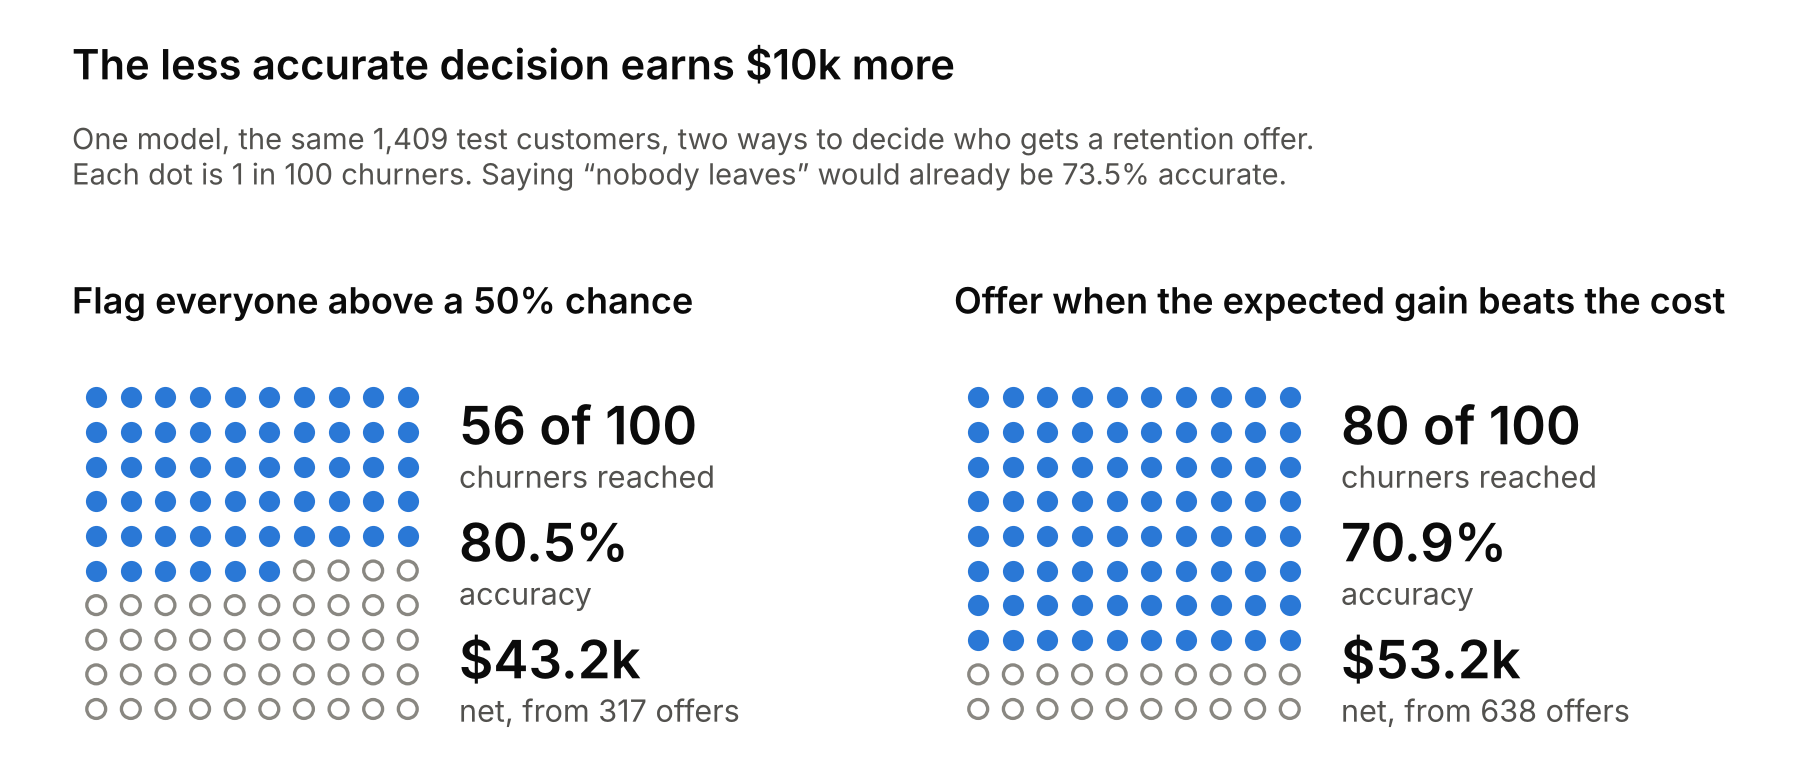 The less accurate decision earns $10k more
One model, the same 1,409 test customers, two ways to decide who gets a retention offer.
Each dot is 1 in 100 churners. Saying “nobody leaves” would already be 73.5% accurate.
Flag everyone above a 50% chance
56 of 100
churners reached
80.5%
accuracy
$43.2k
net, from 317 offers
Offer when the expected gain beats the cost
80 of 100
churners reached
70.9%
accuracy
$53.2k
net, from 638 offers